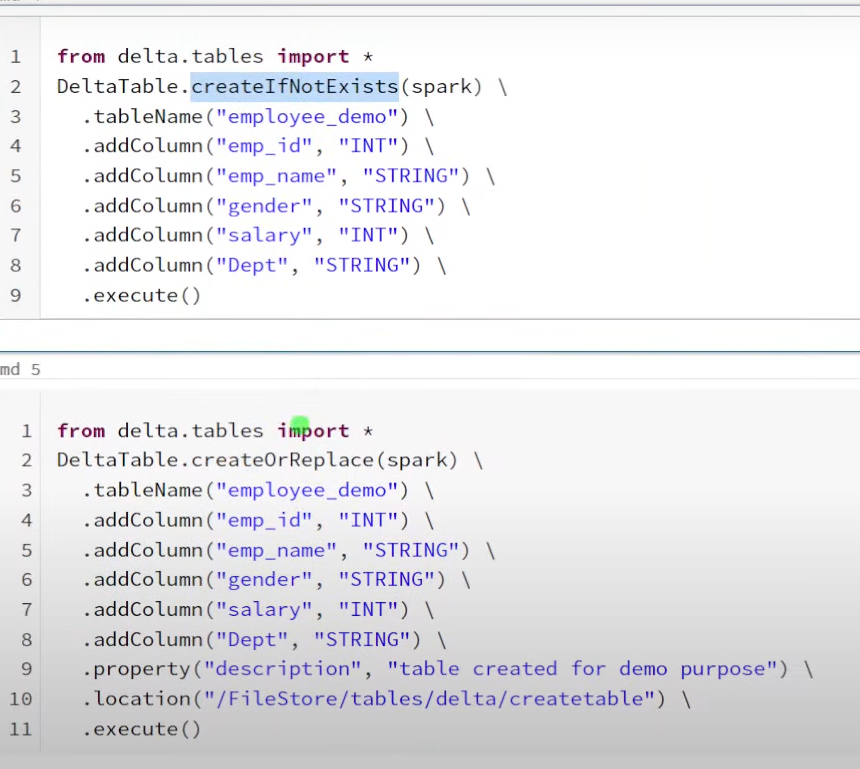 1 from delta.tables import *
2 DeltaTable.createIfNotExists(spark) \
3 .tableName("employee_demo") \
4 .addColumn("emp_id", "INT") \
5 .addColumn("emp_name", "STRING") \
6 .addColumn("gender", "STRING") \
7 .addColumn("salary", "INT") \
8 .addColumn("Dept", "STRING") \
9 .execute()
md 5
1 from delta.tables import *
2 DeltaTable.createOrReplace(spark) \
3 .tableName("employee_demo") \
4 .addColumn("emp_id", "INT") \
5 .addColumn("emp_name", "STRING") \
6 .addColumn("gender", "STRING") \
7 .addColumn("salary", "INT") \
8 .addColumn("Dept", "STRING") \
9 .property("description", "table created for demo purpose") \
10 .location("/FileStore/tables/delta/createtable") \
11 .execute()